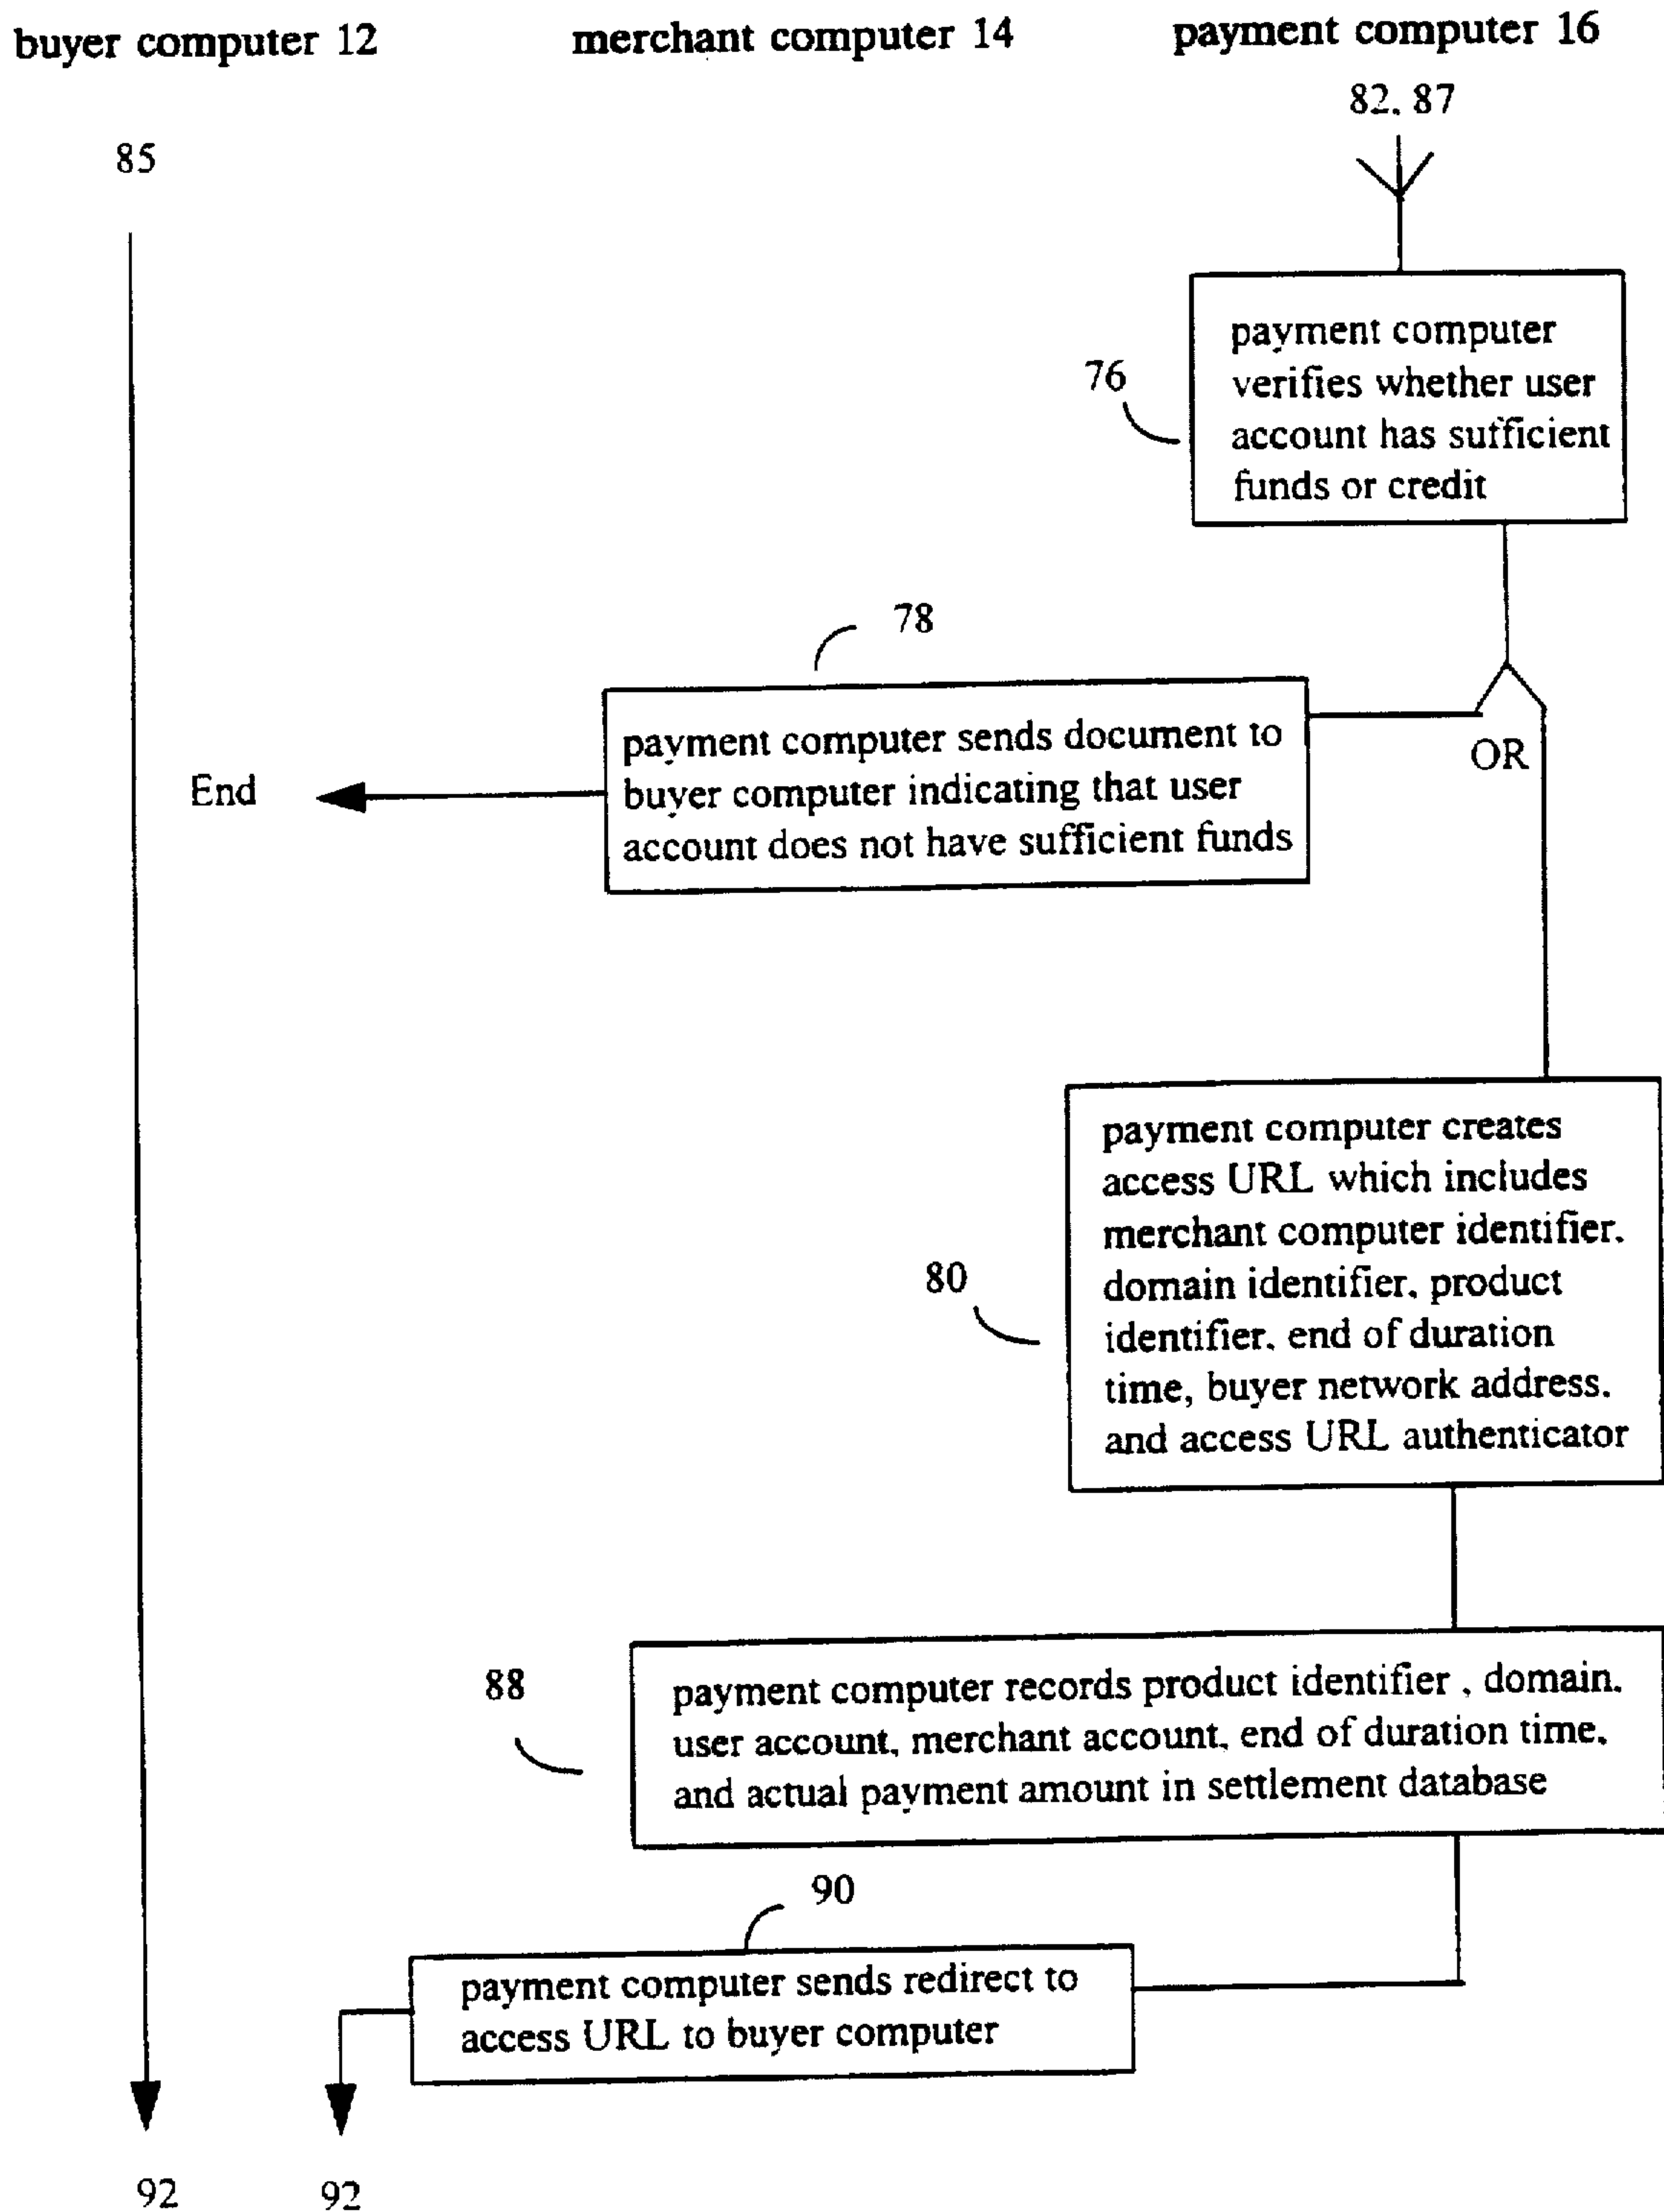 buyer computer 12
merchant computer 14
payment computer 16
82, 87
85
payment computer
verifies whether user
account has sufficient
funds or credit
76
78
payment computer sends document to
buyer computer indicating that user
account does not have sufficient funds
End
OR
payment computer creates
access URL which includes
merchant computer identifier,
domain identifier, product
identifier, end of duration
time, buyer network address,
and access URL authenticator
80
88
payment computer records product identifier , domain,
user account, merchant account, end of duration time,
and actual payment amount in settlement database
90
payment computer sends redirect to
access URL to buyer computer
92
92